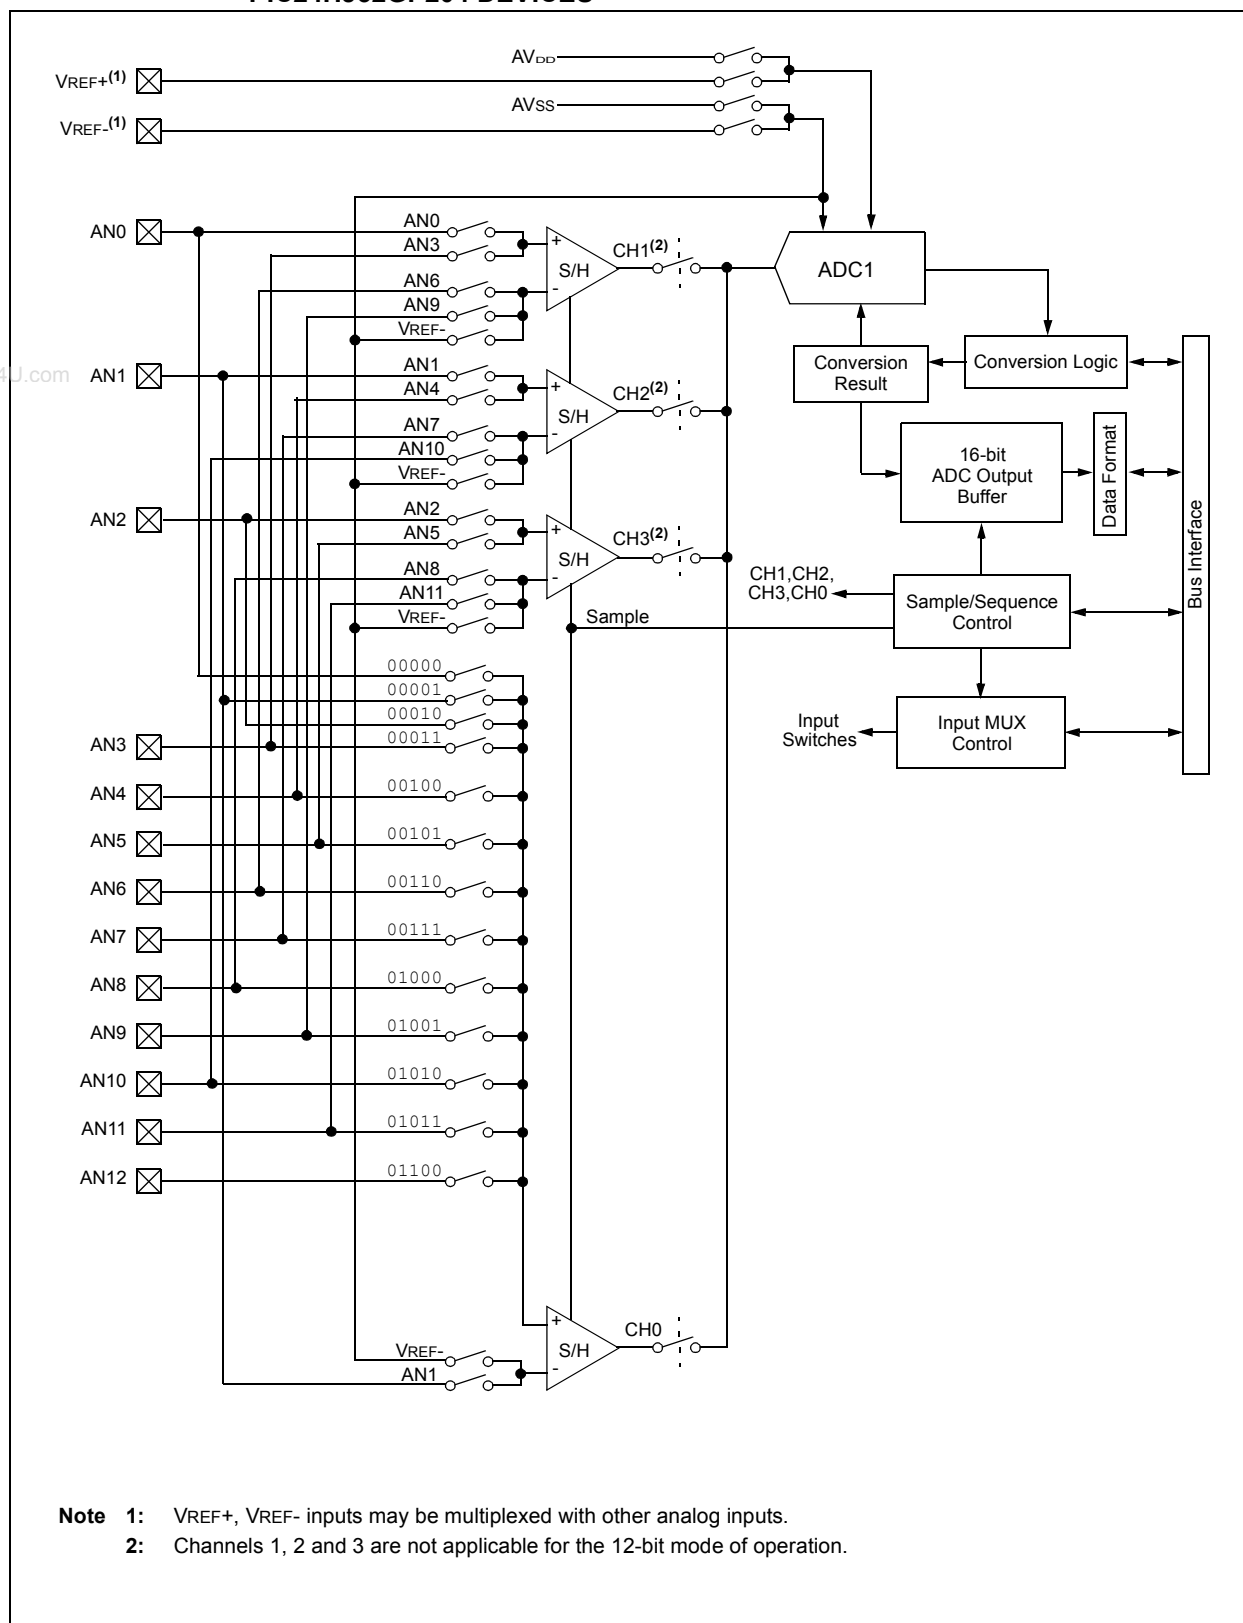 AVDD
VREF+(1)
AVSS
VREF-(1)
AN0
AN0
AN3
AN6
AN9
VREF-
+
S/H
-
CH1(2)
ADC1
4U.com
AN1
AN1
AN4
AN7
AN10
VREF-
+
S/H
-
CH2(2)
Conversion
Result
Conversion Logic
16-bit
ADC Output
Buffer
Data Format
Bus Interface
AN2
AN2
AN5
AN8
AN11
VREF-
+
S/H
-
CH3(2)
CH1,CH2,
CH3,CH0
Sample/Sequence
Control
Sample
Input
Switches
Input MUX
Control
00000
00001
00010
AN3
00011
AN4
00100
AN5
00101
AN6
00110
AN7
00111
AN8
01000
AN9
01001
AN10
01010
AN11
01011
AN12
01100
VREF-
AN1
+
S/H
-
CH0
Note 1: VREF+, VREF- inputs may be multiplexed with other analog inputs.
2: Channels 1, 2 and 3 are not applicable for the 12-bit mode of operation.